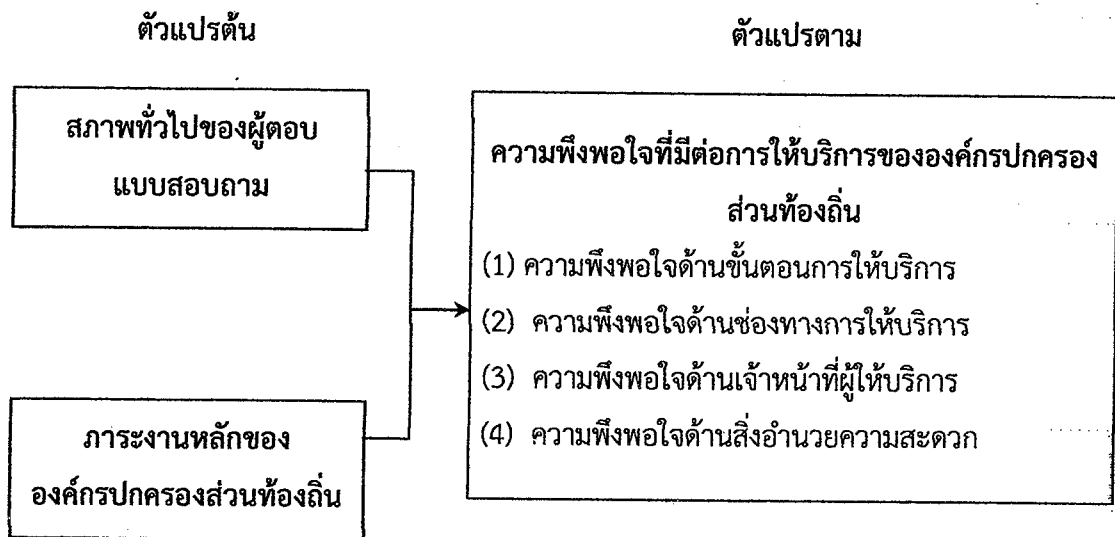 ตัวแปรต้น
ตัวแปรตาม
สภาพทั่วไปของผู้ตอบ
แบบสอบถาม
ภาระงานหลักของ
องค์กรปกครองส่วนท้องถิ่น
ความพึงพอใจที่มีต่อการให้บริการขององค์กรปกครอง
ส่วนท้องถิ่น
(1) ความพึงพอใจด้านขั้นตอนการให้บริการ
(2) ความพึงพอใจด้านช่องทางการให้บริการ
(3) ความพึงพอใจด้านเจ้าหน้าที่ผู้ให้บริการ
(4) ความพึงพอใจด้านสิ่งอำนวยความสะดวก